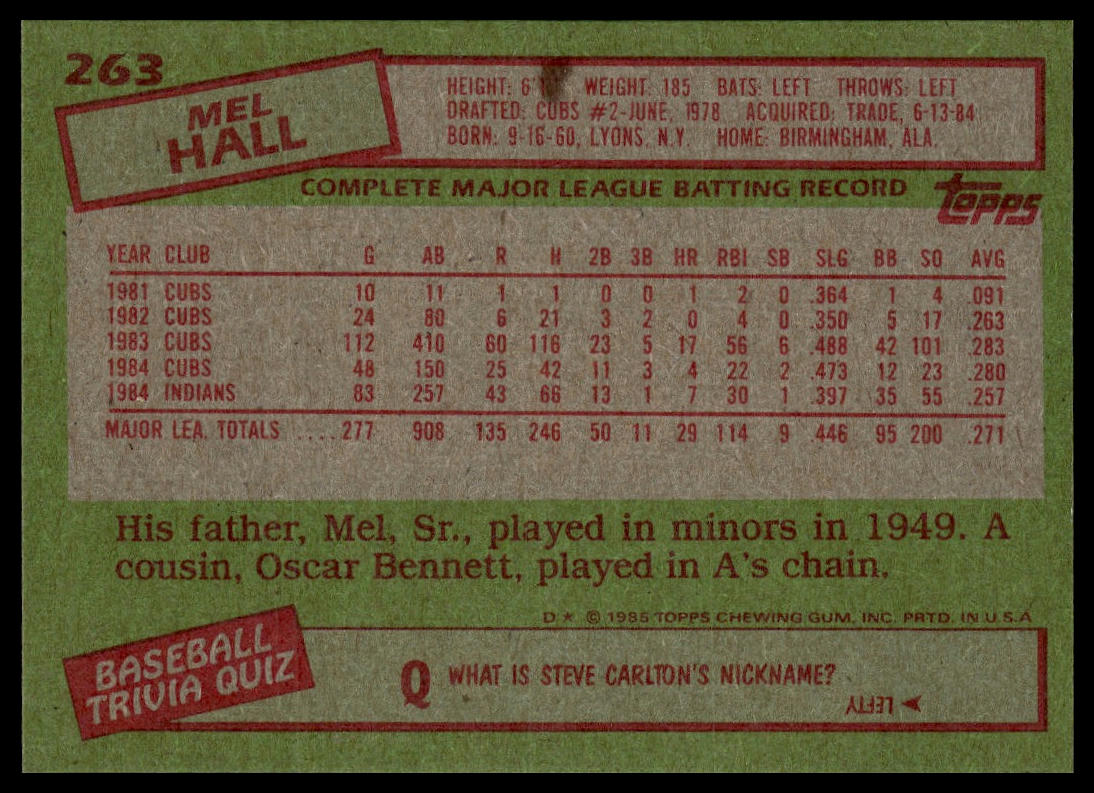 263
MEL
HALL
HEIGHT: 6' WEIGHT: 185 BATS: LEFT THROWS: LEFT
DRAFTED: CUBS #2-JUNE, 1978 ACQUIRED: TRADE, 6-13-84
BORN: 9-16-60, LYONS, N.Y. HOME: BIRMINGHAM, ALA.
COMPLETE MAJOR LEAGUE BATTING RECORD
topps
YEAR CLUB G AB R H 2B 3B HR RBI SB SLG BB SO AVG
1981 CUBS 10 11 1 1 0 0 1 2 0 .364 1 4 .091
1982 CUBS 24 80 6 21 3 2 0 4 0 .350 5 17 .263
1983 CUBS 112 410 60 116 23 5 17 56 6 .488 42 101 .283
1984 CUBS 48 150 25 42 11 3 4 22 2 .473 12 23 .280
1984 INDIANS 83 257 43 66 13 1 7 30 1 .397 35 55 .257
MAJOR LEA. TOTALS ....277 908 135 246 50 11 29 114 9 .446 95 200 .271
His father, Mel, Sr., played in minors in 1949. A
cousin, Oscar Bennett, played in A's chain.
D * © 1985 TOPPS CHEWING GUM, INC. PRTD. IN U.S.A
BASEBALL
TRIVIA QUIZ
Q WHAT IS STEVE CARLTON'S NICKNAME?
LEFTY